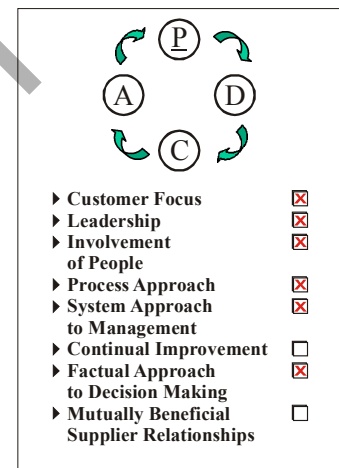 P
A D
C
Customer Focus
Leadership
Involvement
of People
Process Approach
System Approach
to Management
Continual Improvement
Factual Approach
to Decision Making
Mutually Beneficial
Supplier Relationships